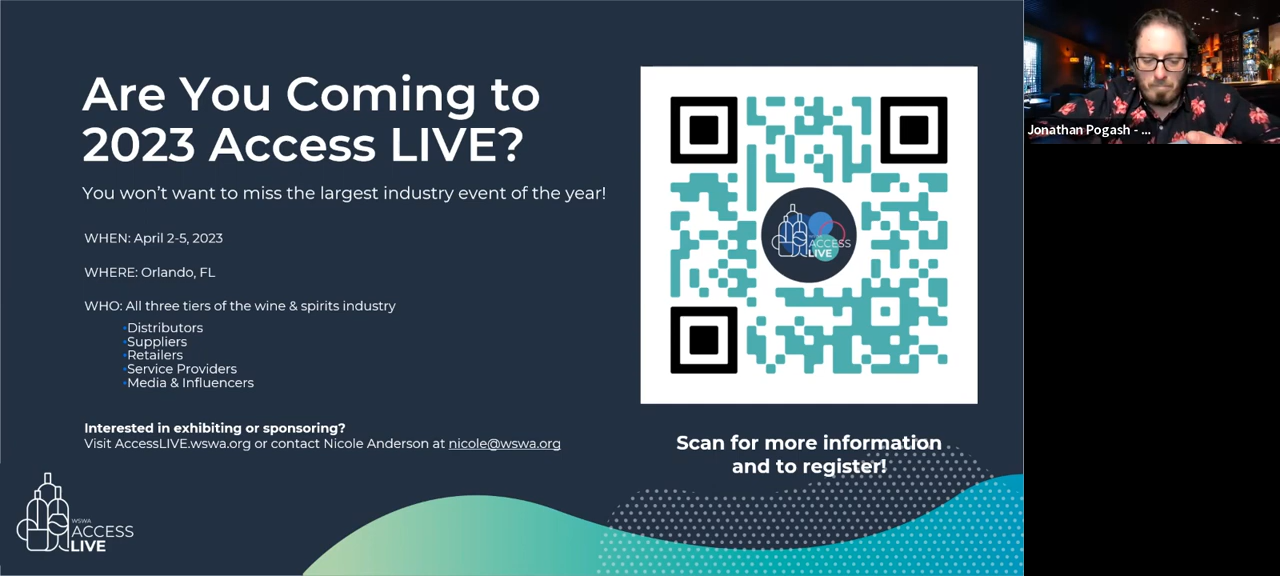 Are You Coming to
2023 Access LIVE?
You won't want to miss the largest industry event of the year!
WHEN: April 2-5, 2023
WHERE: Orlando, FL
WHO: All three tiers of the wine & spirits industry
•Distributors
•Suppliers
•Retailers
•Service Providers
•Media & Influencers
Interested in exhibiting or sponsoring?
Visit AccessLIVE.wswa.org or contact Nicole Anderson at nicole@wswa.org
ACCESS
LIVE
Scan for more information
and to register!
WSWA
ACCESS
LIVE
Jonathan Pogash - ...